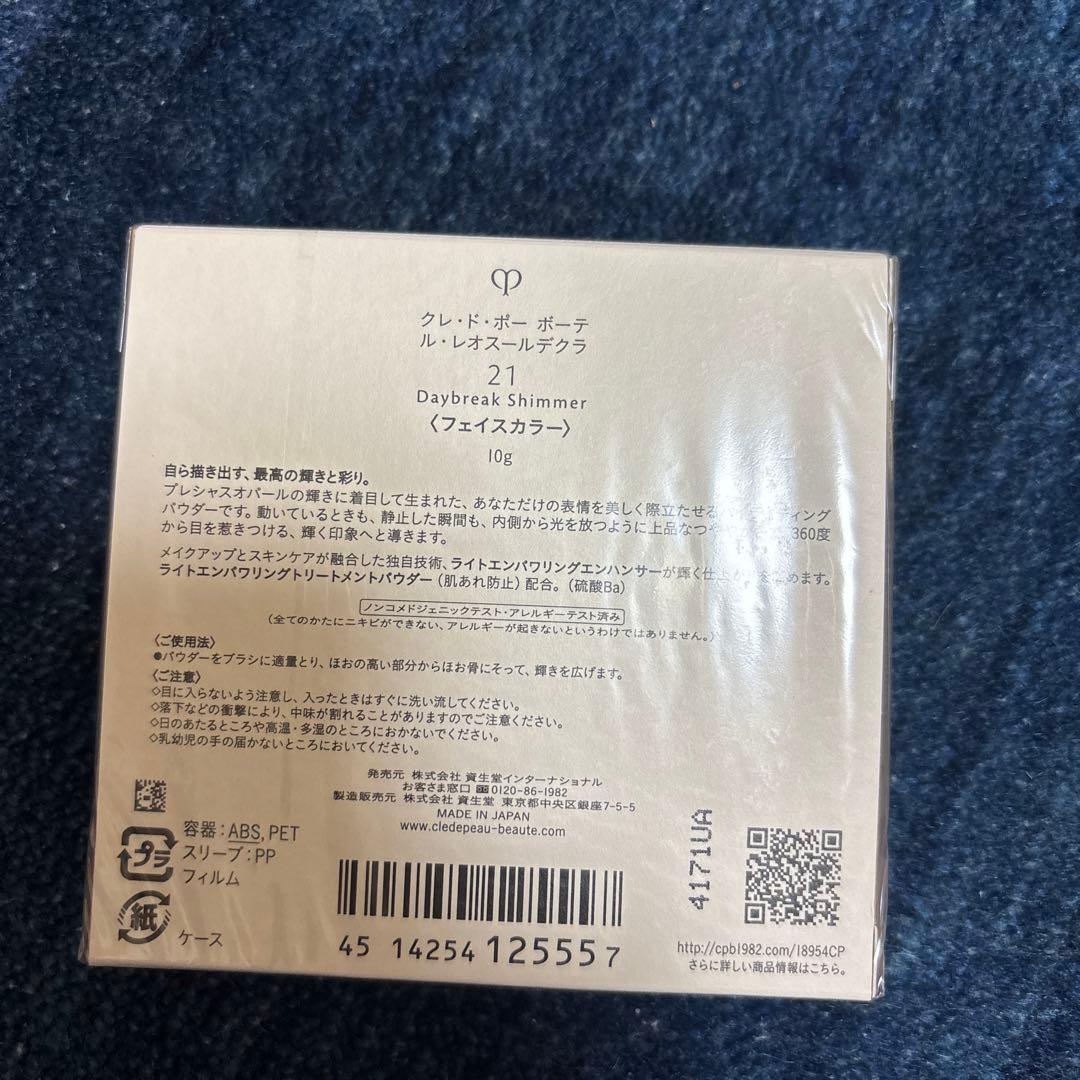 クレ・ド・ポー ボーテ
ル・レオスールデクラ
21
Daybreak Shimmer
〈フェイスカラー〉
10g
自ら描き出す、最高の輝きと彩り。
プレシャスオパールの輝きに着目して生まれた、あなただけの表情を美しく際立たせる
パウダーです。動いているときも、静止した瞬間も、内側から光を放つように上品なつや 360度
から目を惹きつける、輝く印象へと導きます。
メイクアップとスキンケアが融合した独自技術、ライトエンパワリングエンハンサーが輝く仕上 めます。
ライトエンパワリングトリートメントパウダー（肌あれ防止）配合。（硫酸Ba）
ノンコメドジェニックテスト・アレルギーテスト済み
（全てのかたにニキビができない、アレルギーが起きないというわけではありません。）
〈ご使用法〉
●パウダーをブラシに適量とり、ほおの高い部分からほお骨にそって、輝きを広げます。
〈ご注意〉
◇目に入らないよう注意し、入ったときはすぐに洗い流してください。
◇落下などの衝撃により、中味が割れることがありますのでご注意ください。
◇日のあたるところや高温・多湿のところにおかないでください。
◇乳幼児の手の届かないところにおいてください。
発売元 株式会社 資生堂インターナショナル
お客さま窓口 0120-86-1982
製造販売元 株式会社 資生堂 東京都中央区銀座7-5-5
MADE IN JAPAN
www.cledepeau-beaute.com
プラ
容器：ABS, PET
スリーブ：PP
フィルム
紙
ケース
45 14254 12555 7
4171UA
http://cpb1982.com/18954CP
さらに詳しい商品情報はこちら。